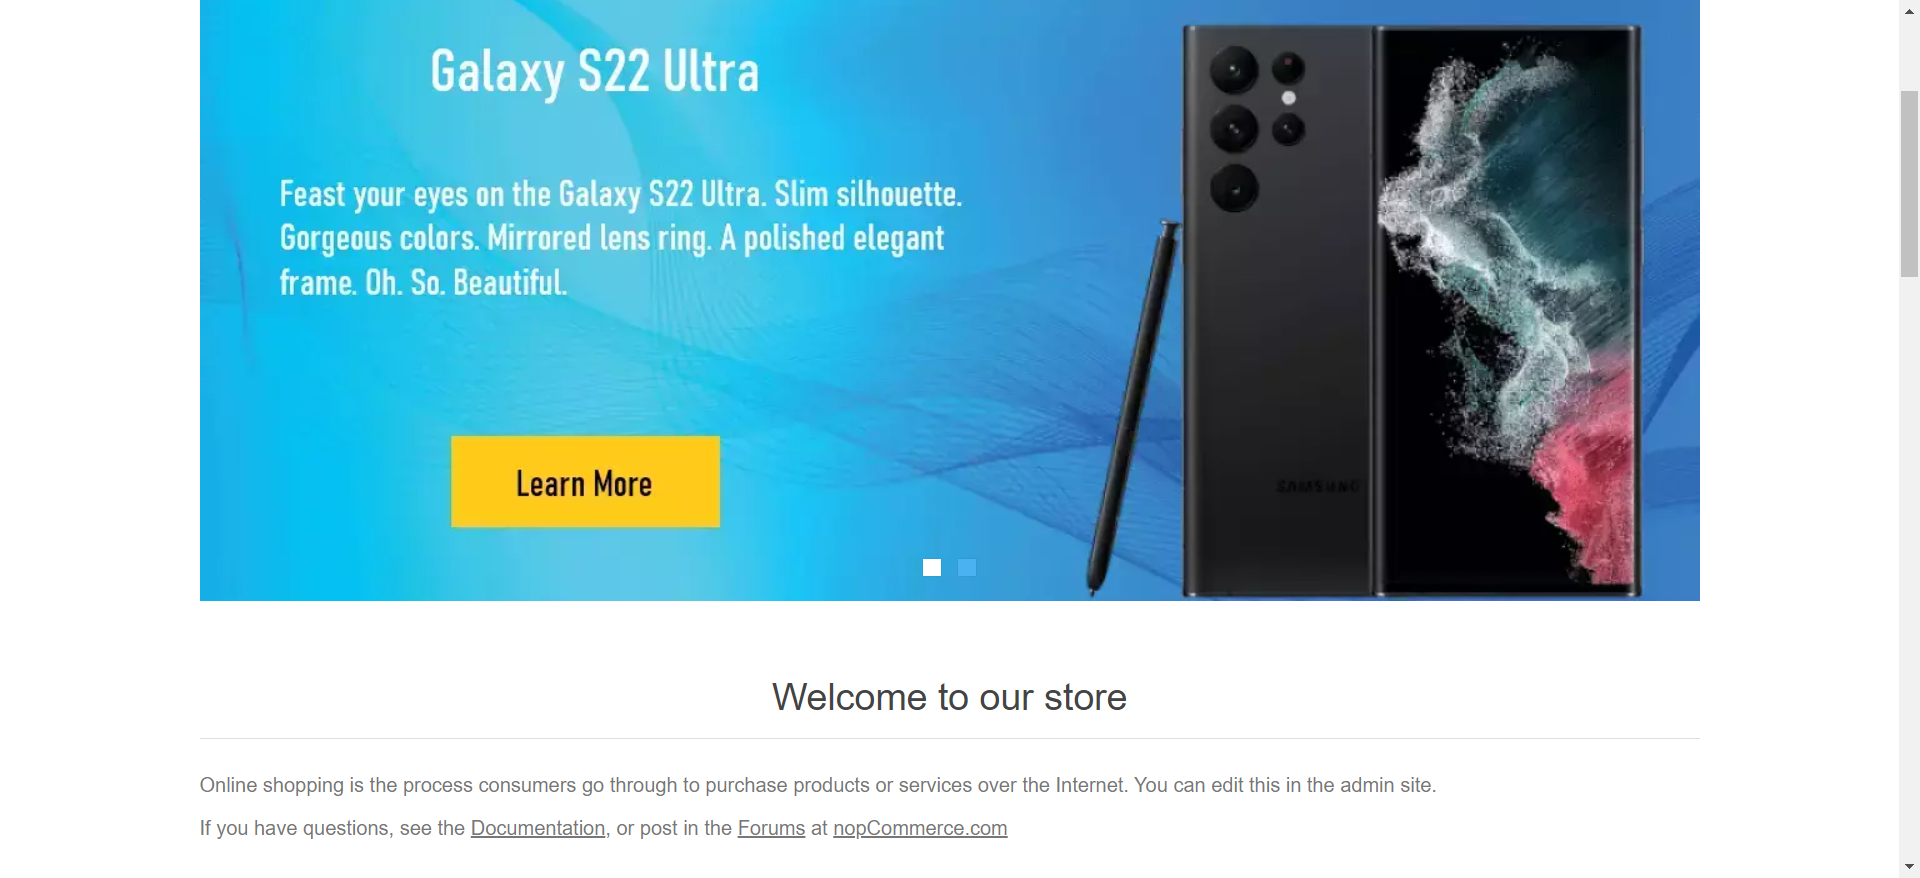 Galaxy S22 Ultra
Feast your eyes on the Galaxy S22 Ultra. Slim silhouette.
Gorgeous colors. Mirrored lens ring. A polished elegant
frame. Oh. So. Beautiful.
Learn More
SAMSUNG
Welcome to our store
Online shopping is the process consumers go through to purchase products or services over the Internet. You can edit this in the admin site.
If you have questions, see the Documentation, or post in the Forums at nopCommerce.com